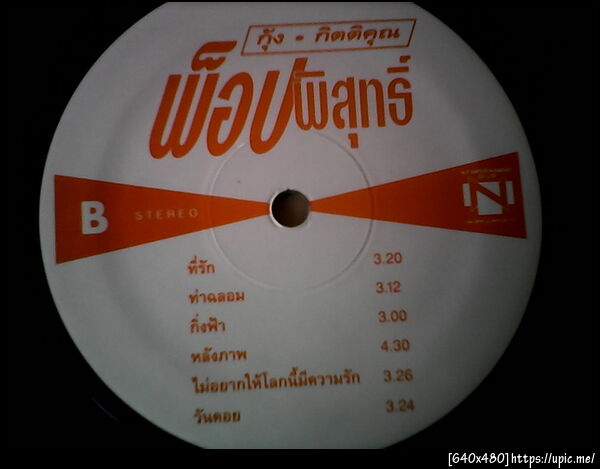 กุ้ง - กิตติคุณ
พ็อปพิสุทธิ์
B STEREO
N
ที่รัก 3.20
ท่าฉลอม 3.12
กิ่งฟ้า 3.00
หลังภาพ 4.30
ไม่อยากให้โลกนี้มีความรัก 3.26
วันคอย 3.24
[640x480]https://upic.me/